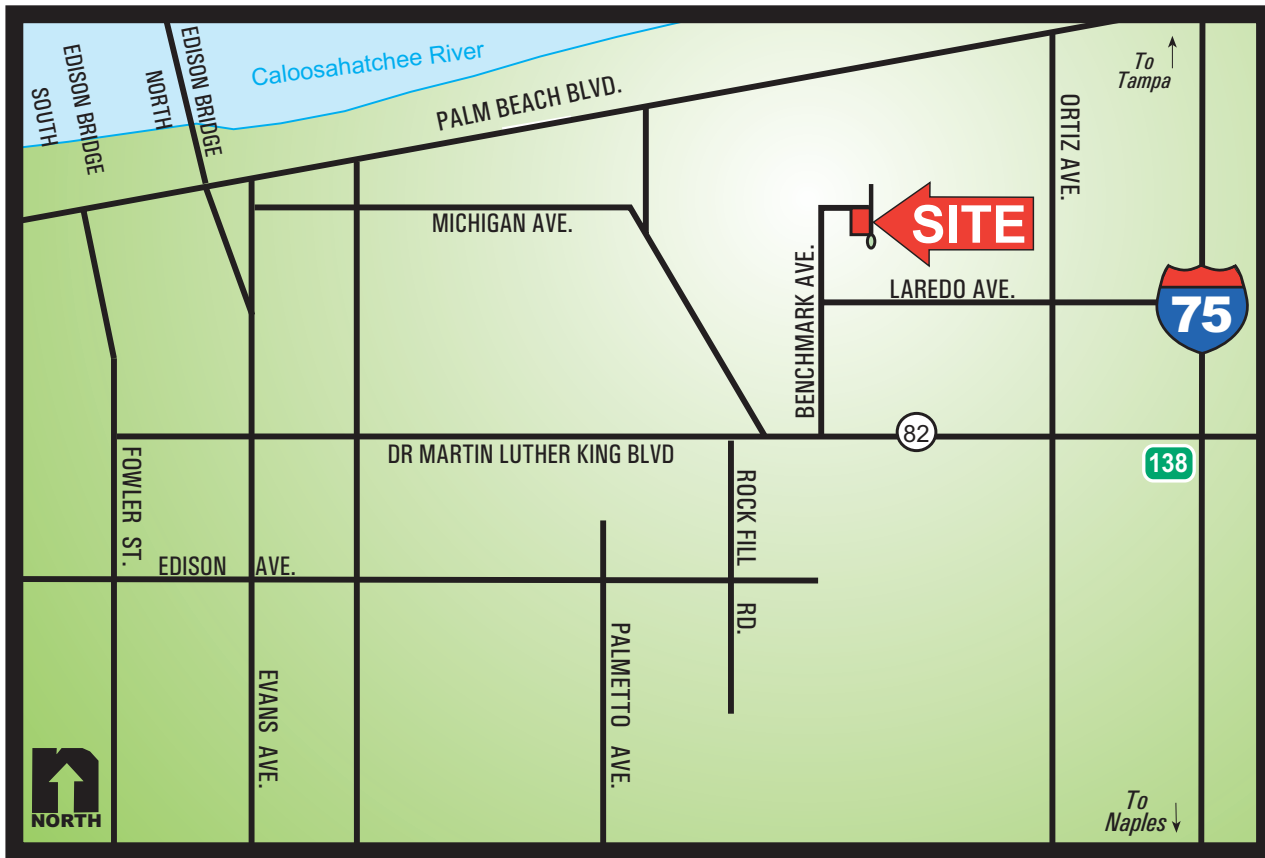 EDISON BRIDGE
SOUTH
EDISON BRIDGE
NORTH
Caloosahatchee River
PALM BEACH BLVD.
To
Tampa
ORTIZ AVE.
MICHIGAN AVE.
SITE
BENCHMARK AVE.
LAREDO AVE.
75
82
DR MARTIN LUTHER KING BLVD
138
FOWLER ST.
ROCK FILL RD.
EDISON AVE.
PALMETTO AVE.
EVANS AVE.
n
NORTH
To
Naples